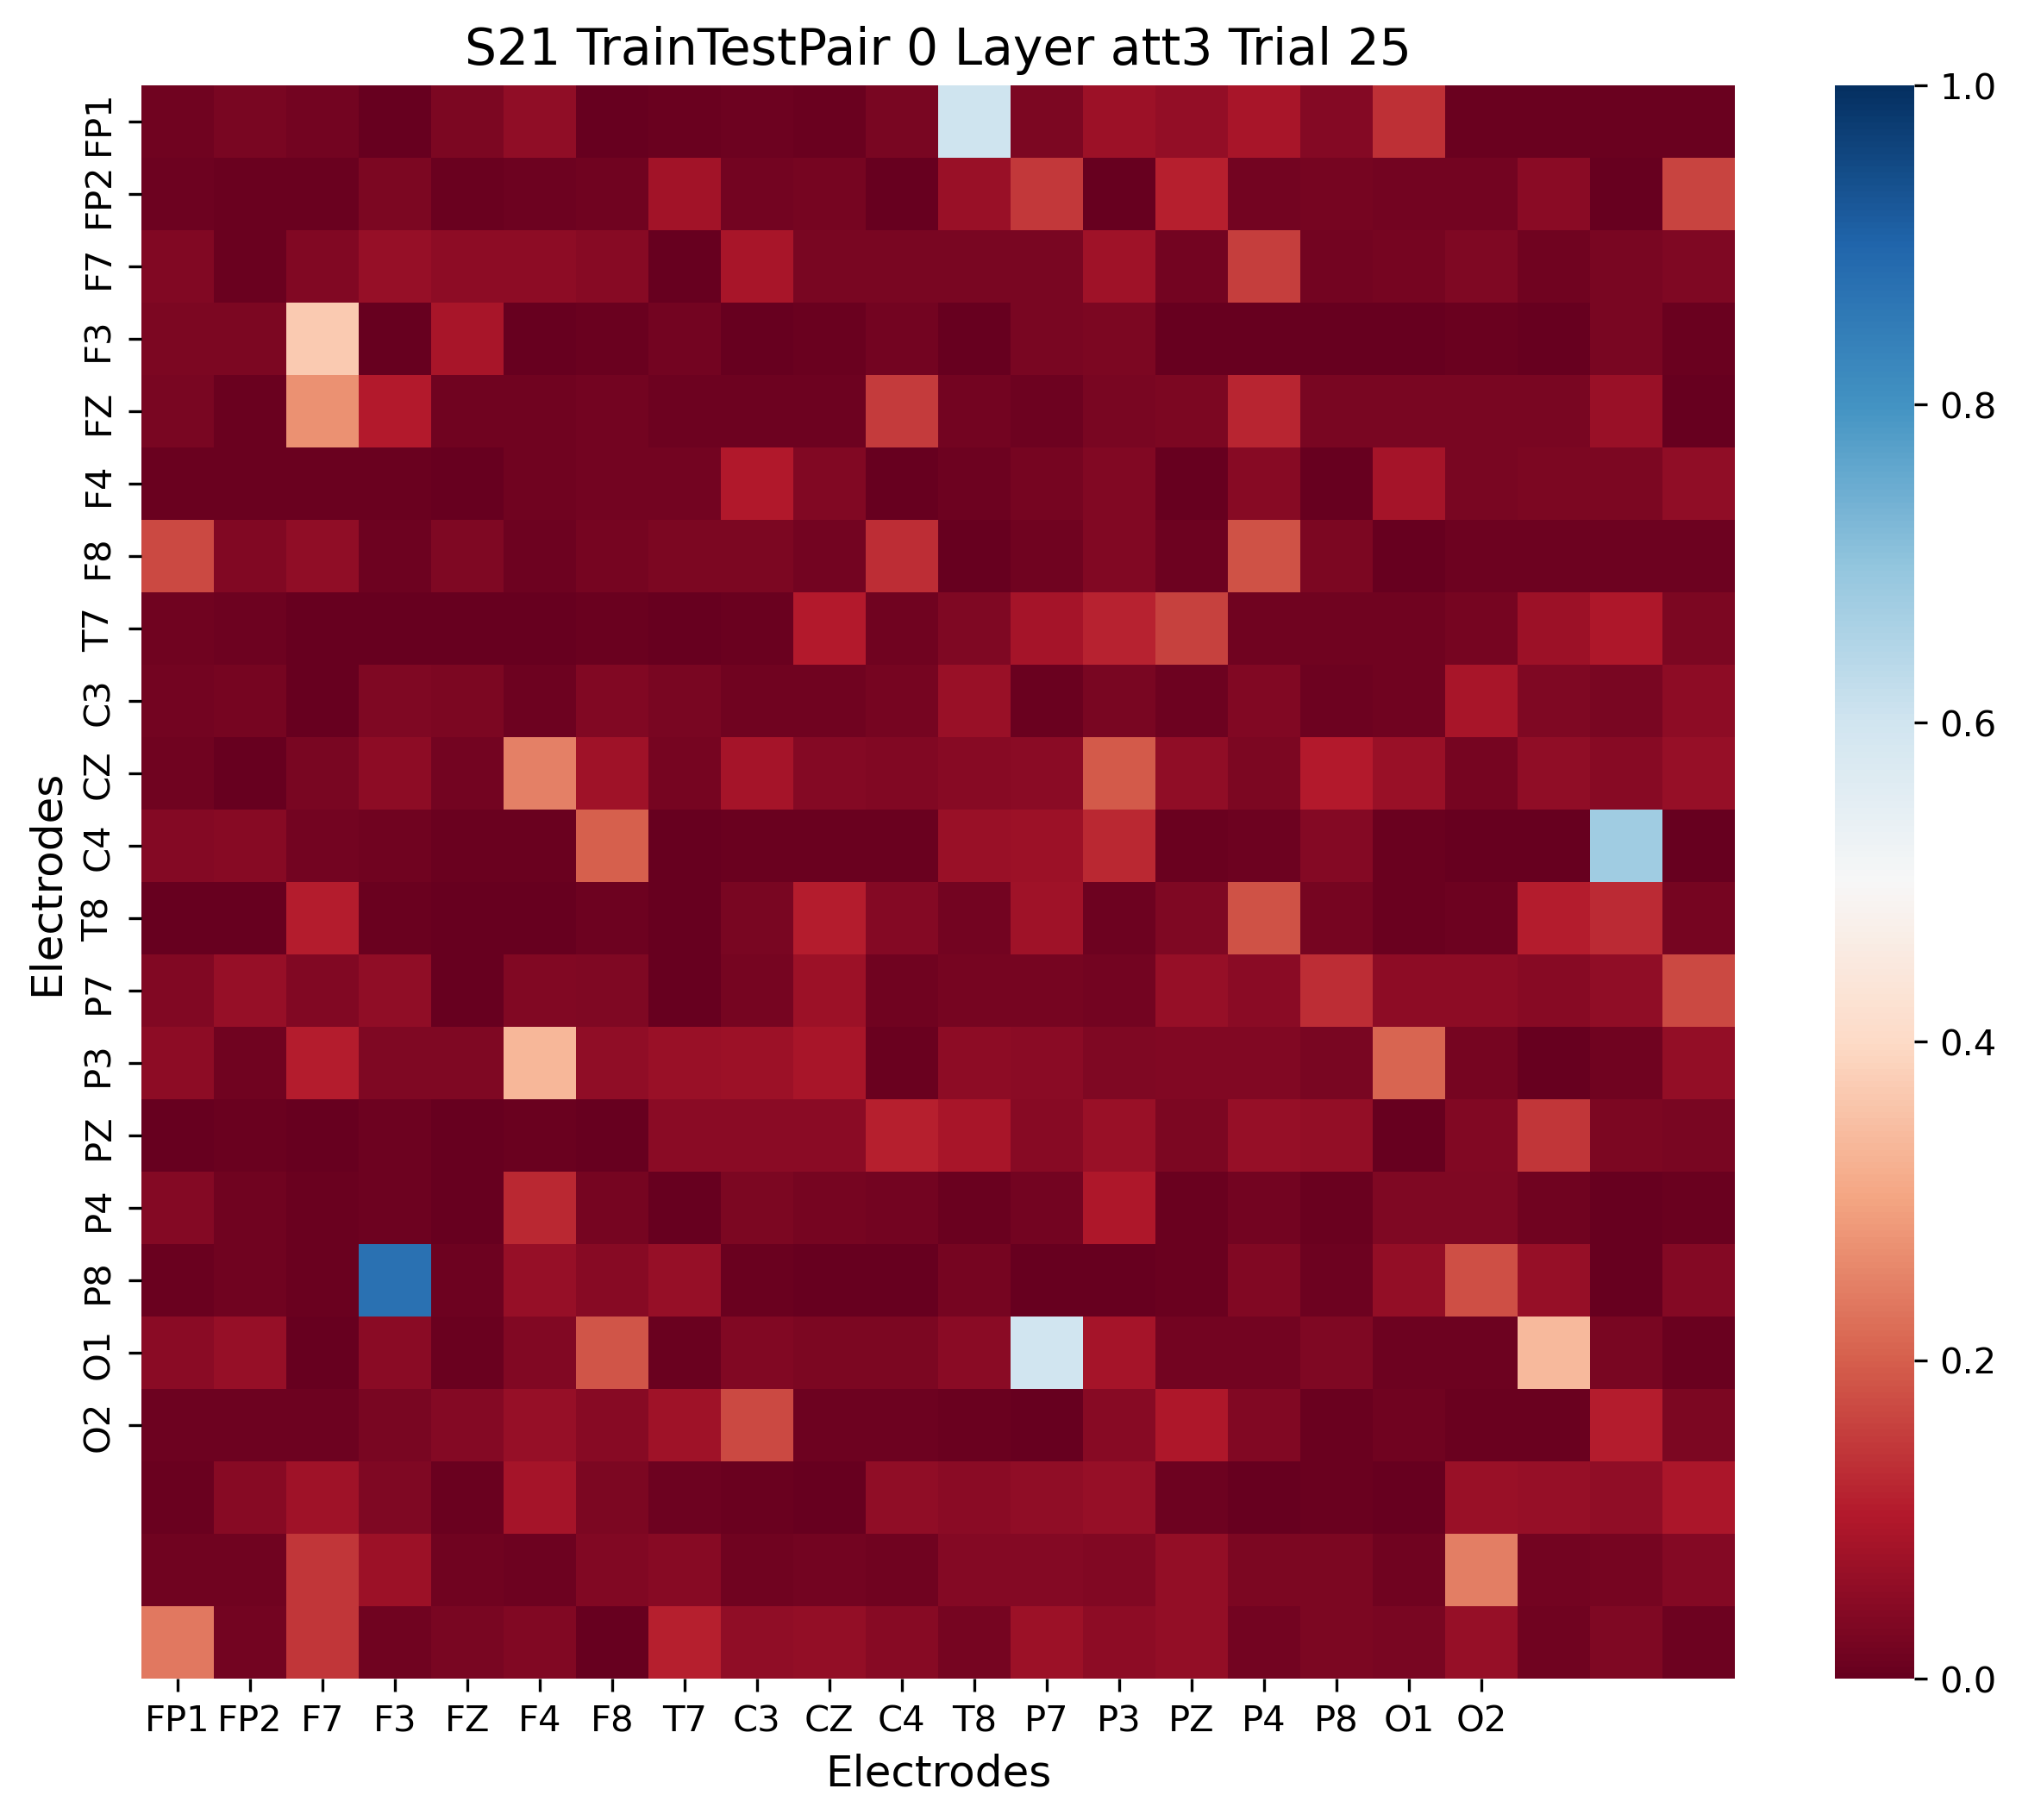 S21 TrainTestPair 0 Layer att3 Trial 25
Electrodes
FP1
FP2
F7
F3
FZ
F4
F8
T7
C3
CZ
C4
T8
P7
P3
PZ
P4
P8
O1
O2
FP1 FP2 F7 F3 FZ F4 F8 T7 C3 CZ C4 T8 P7 P3 PZ P4 P8 O1 O2
Electrodes
1.0
0.8
0.6
0.4
0.2
0.0